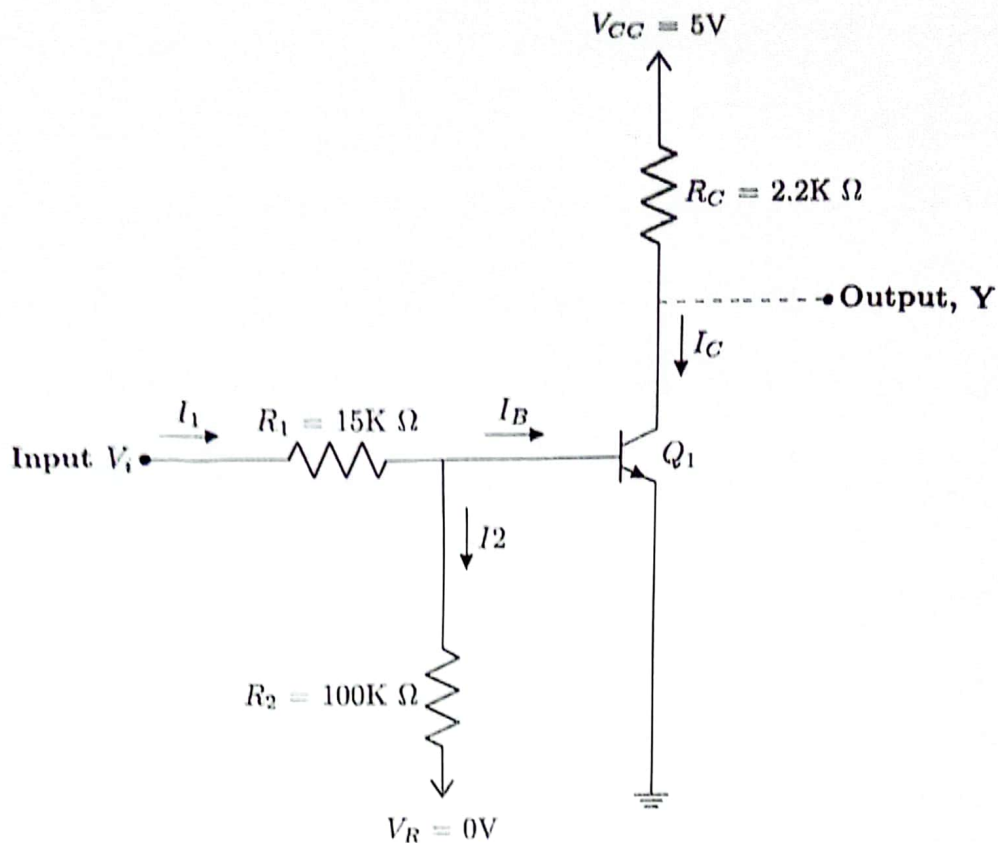 V_CC = 5V
R_C = 2.2K Ω
Output, Y
I_C
I_1
R_1 = 15K Ω
I_B
Input V_i
Q_1
I2
R_2 = 100K Ω
V_R = 0V